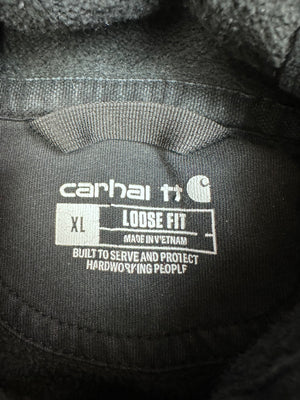 carhartt
XL
LOOSE FIT
MADE IN VIETNAM
BUILT TO SERVE AND PROTECT
HARDWORKING PEOPLE